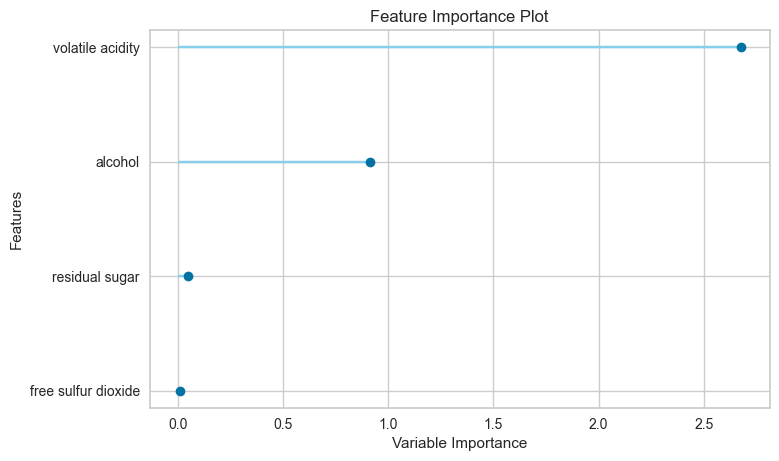 Feature Importance Plot
volatile acidity
alcohol
residual sugar
free sulfur dioxide
Features
0.0 0.5 1.0 1.5 2.0 2.5
Variable Importance